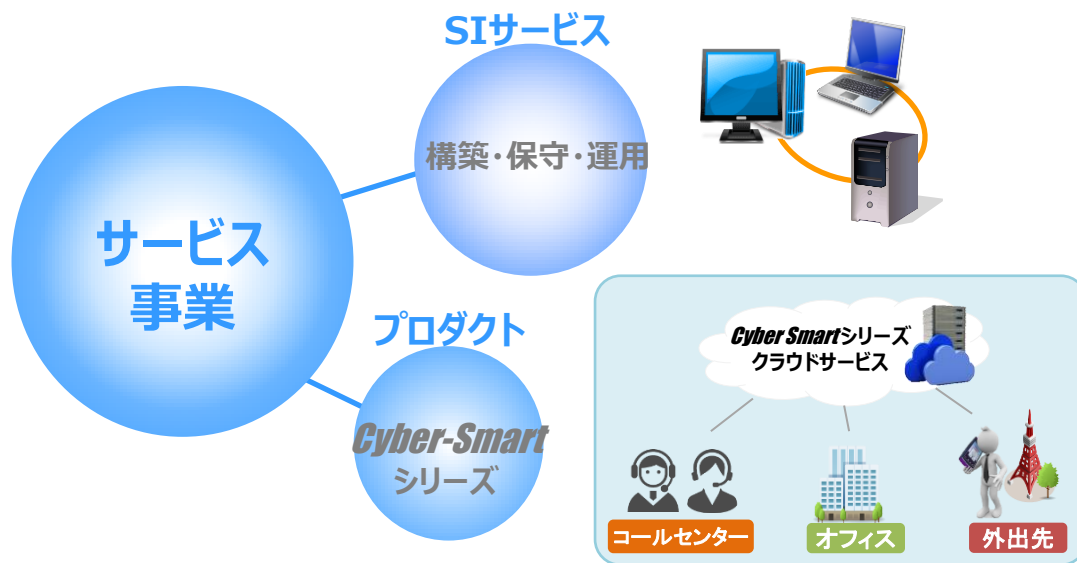 SIサービス
構築・保守・運用
サービス
事業
プロダクト
Cyber-Smart
シリーズ
Cyber Smartシリーズ
クラウドサービス
コールセンター
オフィス
外出先